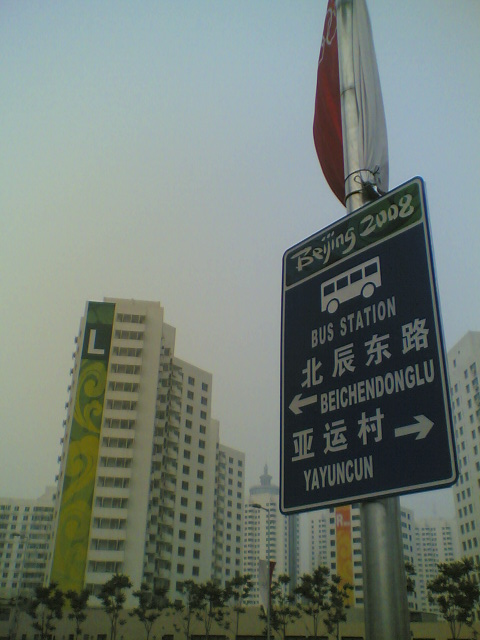 Beijing 2008
BUS STATION
北辰东路
← BEICHENDONGLU
亚运村 →
YAYUNCUN
L
R